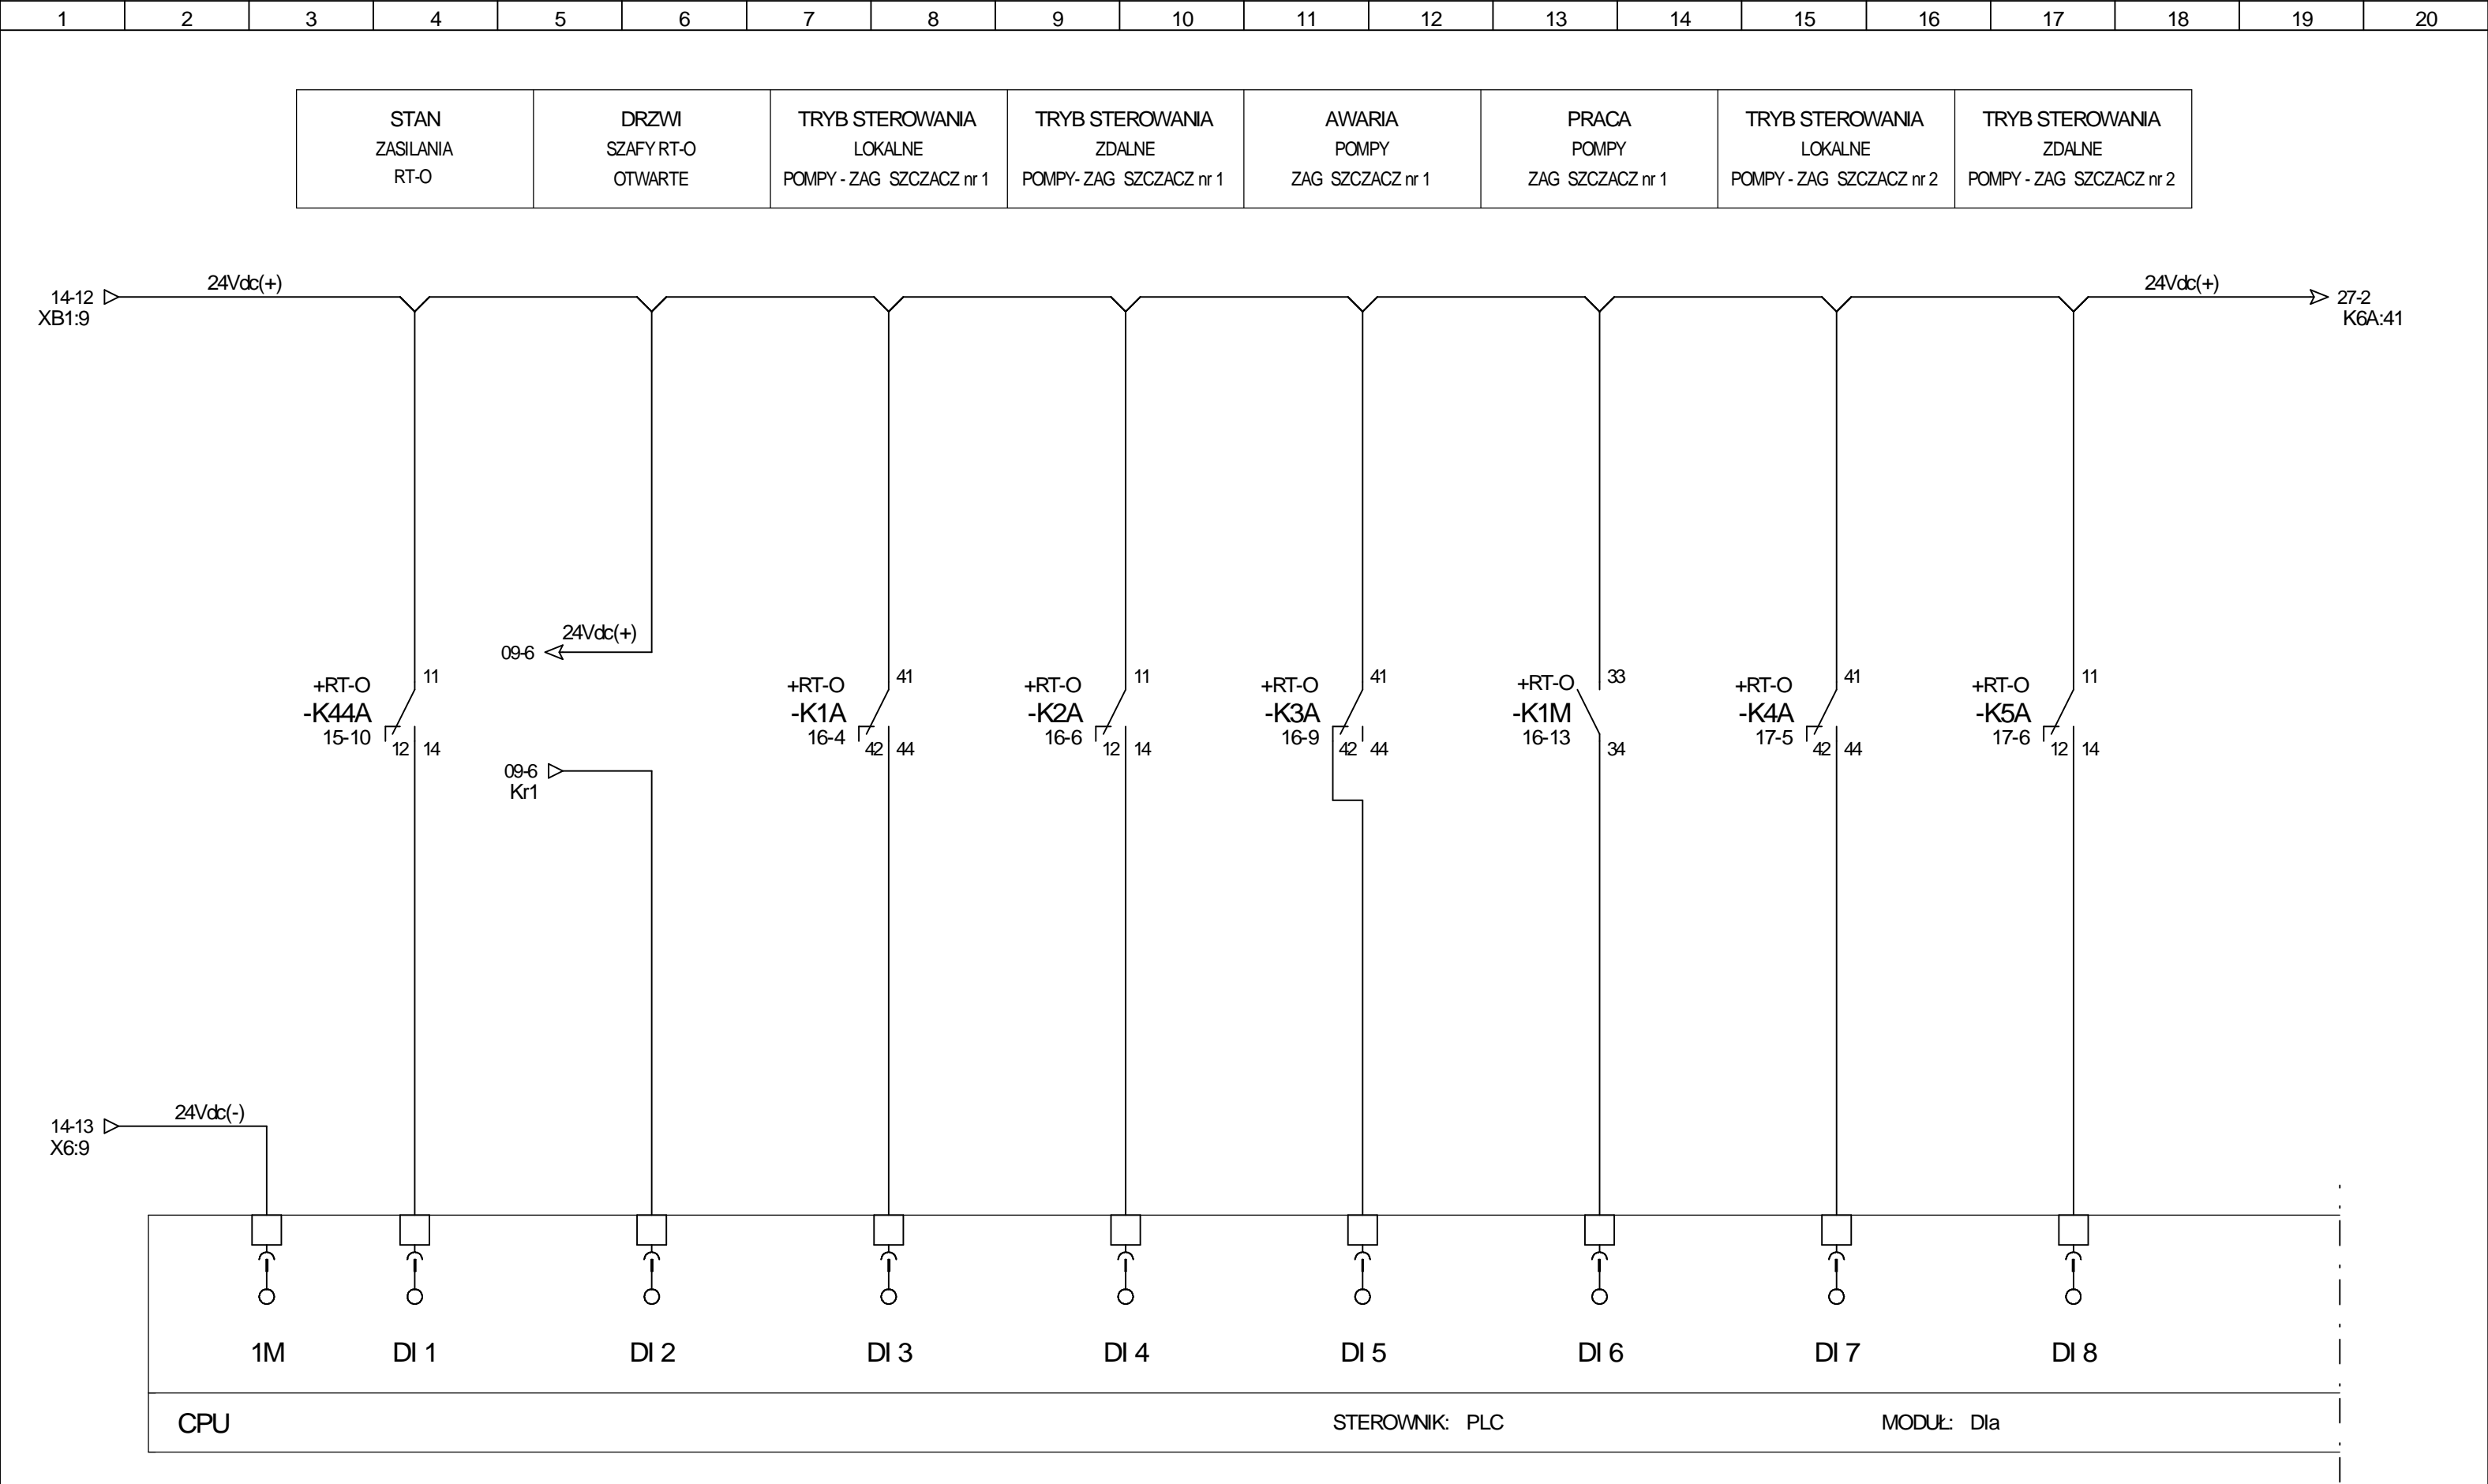 1 2 3 4 5 6 7 8 9 10 11 12 13 14 15 16 17 18 19 20
STAN
ZASILANIA
RT-O
DRZWI
SZAFY RT-O
OTWARTE
TRYB STEROWANIA
LOKALNE
POMPY - ZAG SZCZACZ nr 1
TRYB STEROWANIA
ZDALNE
POMPY- ZAG SZCZACZ nr 1
AWARIA
POMPY
ZAG SZCZACZ nr 1
PRACA
POMPY
ZAG SZCZACZ nr 1
TRYB STEROWANIA
LOKALNE
POMPY - ZAG SZCZACZ nr 2
TRYB STEROWANIA
ZDALNE
POMPY - ZAG SZCZACZ nr 2
14-12
XB1:9
24Vdc(+)
24Vdc(+)
27-2
K6A:41
+RT-O
-K44A
15-10
11
12 14
24Vdc(+)
09-6
09-6
Kr1
+RT-O
-K1A
16-4
41
42 44
+RT-O
-K2A
16-6
11
12 14
+RT-O
-K3A
16-9
41
42 44
+RT-O
-K1M
16-13
33
34
+RT-O
-K4A
17-5
41
42 44
+RT-O
-K5A
17-6
11
12 14
14-13
X6:9
24Vdc(-)
1M DI 1 DI 2 DI 3 DI 4 DI 5 DI 6 DI 7 DI 8
CPU STEROWNIK: PLC MODUŁ: DIa